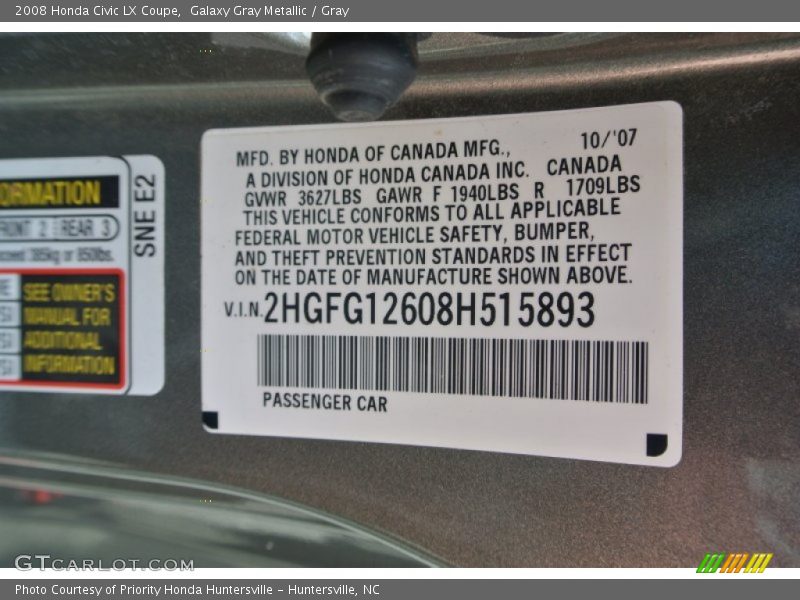 2008 Honda Civic LX Coupe,  Galaxy Gray Metallic / Gray
MFD. BY HONDA OF CANADA MFG., 10/'07
A DIVISION OF HONDA CANADA INC. CANADA
GVWR 3627LBS GAWR F 1940LBS R 1709LBS
THIS VEHICLE CONFORMS TO ALL APPLICABLE
FEDERAL MOTOR VEHICLE SAFETY, BUMPER,
AND THEFT PREVENTION STANDARDS IN EFFECT
ON THE DATE OF MANUFACTURE SHOWN ABOVE.
V.I.N. 2HGFG12608H515893
PASSENGER CAR
SNE E2
2 REAR 3
385kg or 850lbs.
SEE OWNER'S
MANUAL FOR
ADDITIONAL
INFORMATION
GTCARLOT.COM
Photo Courtesy of Priority Honda Huntersville - Huntersville, NC